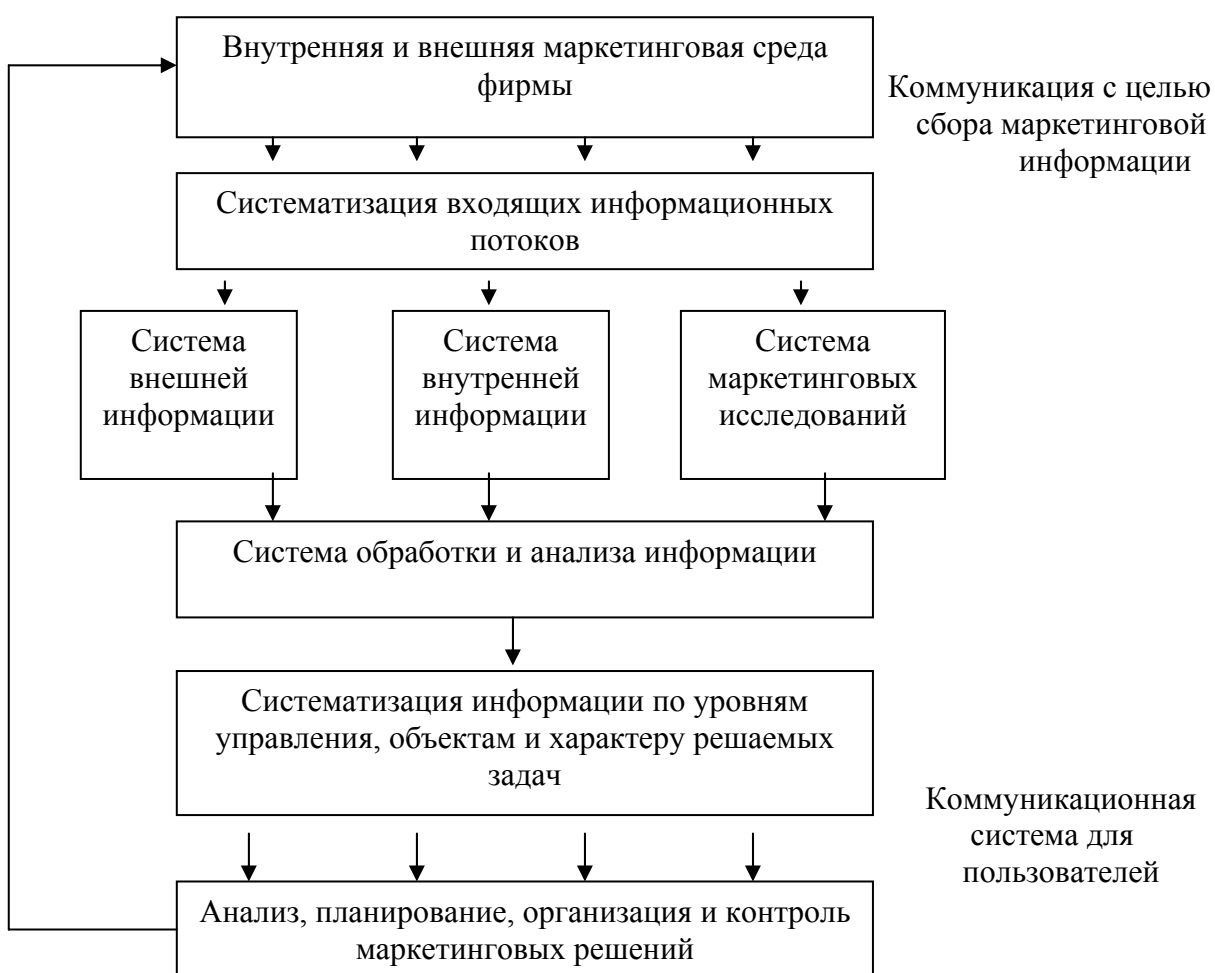 Внутренняя и внешняя маркетинговая среда
фирмы
Коммуникация с целью
сбора маркетинговой
информации
Систематизация входящих информационных
потоков
Система
внешней
информации
Система
внутренней
информации
Система
маркетинговых
исследований
Система обработки и анализа информации
Систематизация информации по уровням
управления, объектам и характеру решаемых
задач
Коммуникационная
система для
пользователей
Анализ, планирование, организация и контроль
маркетинговых решений